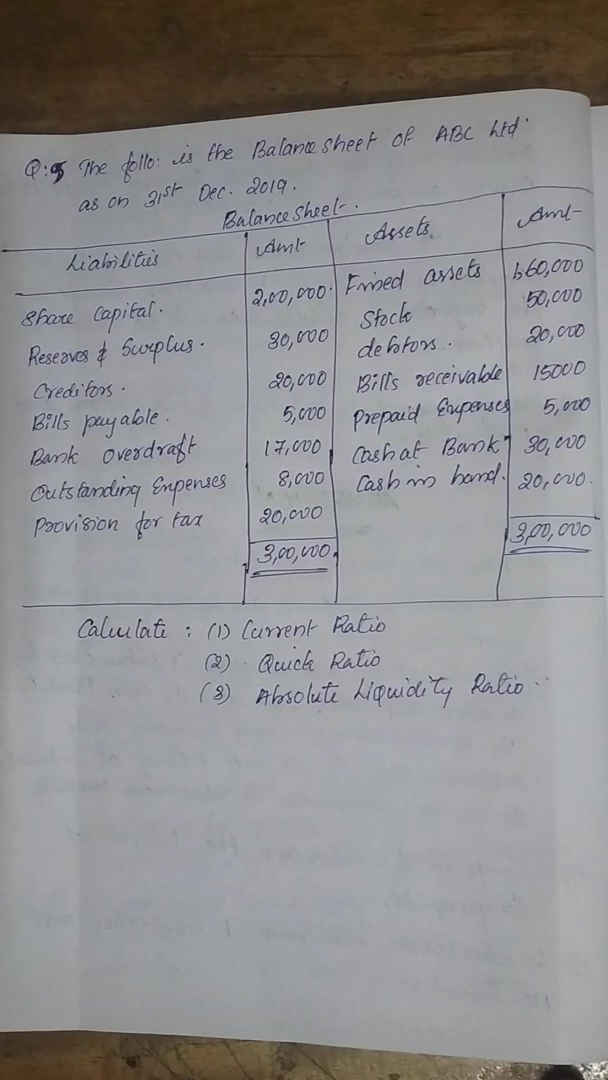 Q:5 The follo: is the Balance sheet of ABC Ltd.
as on 31st Dec. 2019.
Balance sheet.
Liabilities Amt Assets Amt
Share Capital. 2,00,000. Fixed assets 1,60,000
Reserves & Surplus. 30,000 Stock 50,000
Creditors. 20,000 debtors. 20,000
Bills payable. 5,000 Bills receivable 15000
Bank Overdraft 17,000 Prepaid Expenses 5,000
Outstanding Expenses 8,000 Cash at Bank 30,000
Provision for tax 20,000 Cash in hand. 20,000.
3,00,000. 3,00,000
Calculate : (1) Current Ratio
(2) Quick Ratio
(3) Absolute Liquidity Ratio.